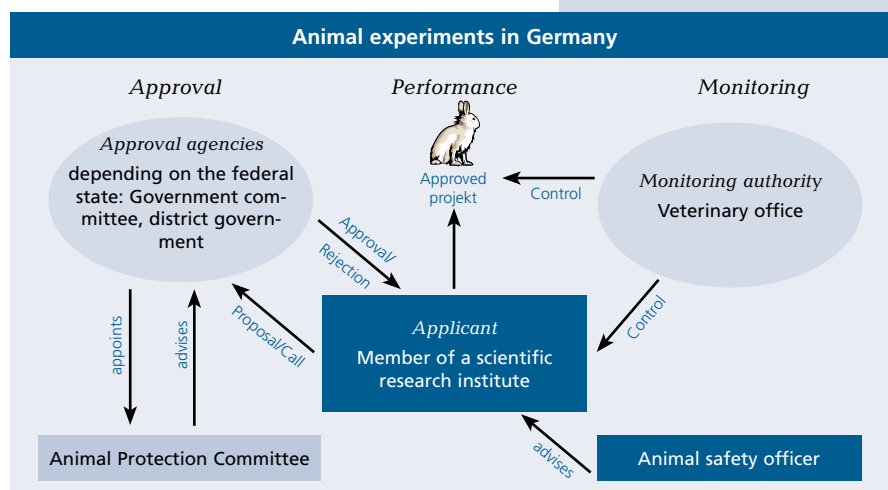 Animal experiments in Germany
Approval
Performance
Monitoring
Approval agencies
depending on the federal
state: Government com-
mittee, district govern-
ment
Approved
projekt
Control
Monitoring authority
Veterinary office
Approval/
Rejection
Proposal/Call
appoints
advises
Applicant
Member of a scientific
research institute
Control
Animal Protection Committee
advises
Animal safety officer